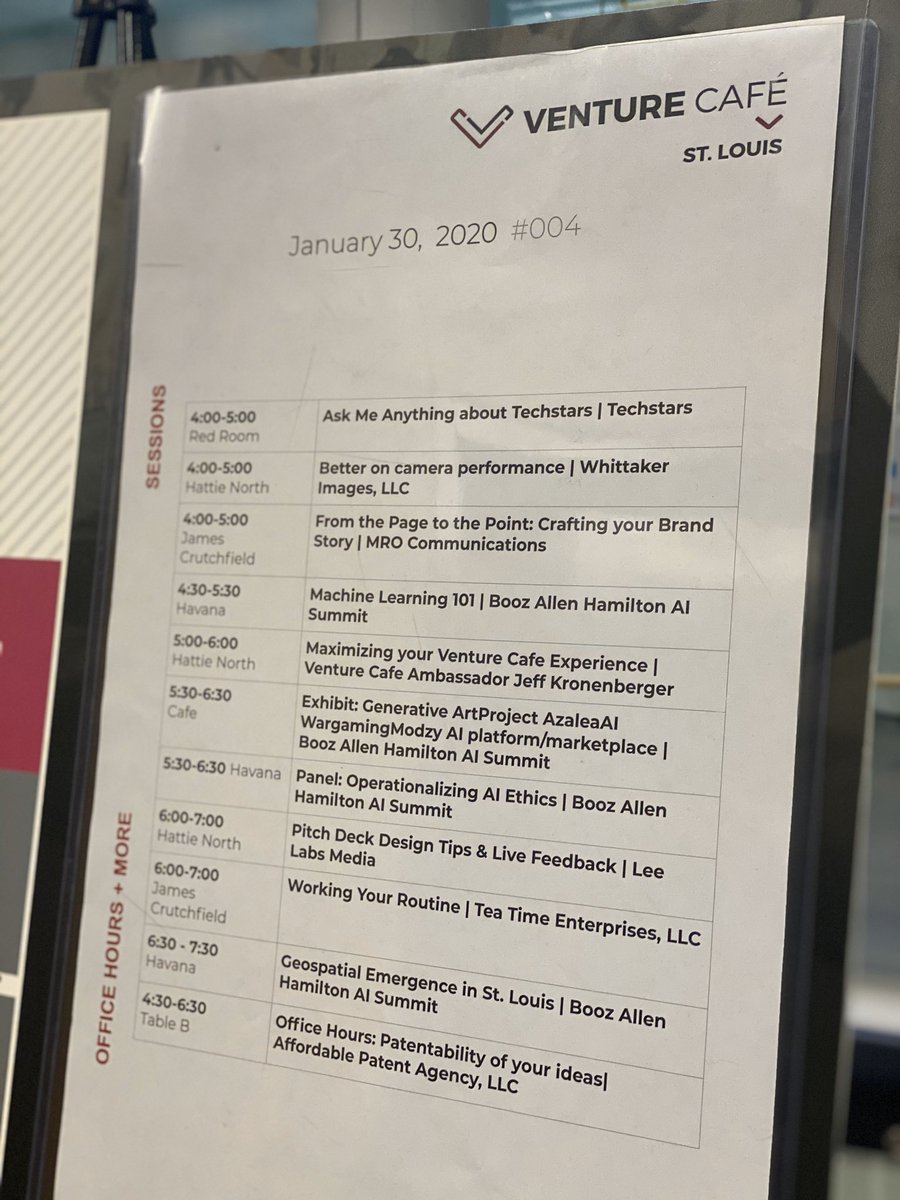 VENTURE CAFÉ
ST. LOUIS
January 30, 2020 #004
SESSIONS
4:00-5:00
Red Room
Ask Me Anything about Techstars | Techstars
4:00-5:00
Hattie North
Better on camera performance | Whittaker
Images, LLC
4:00-5:00
James
Crutchfield
From the Page to the Point: Crafting your Brand
Story | MRO Communications
4:30-5:30
Havana
Machine Learning 101 | Booz Allen Hamilton AI
Summit
5:00-6:00
Hattie North
Maximizing your Venture Cafe Experience |
Venture Cafe Ambassador Jeff Kronenberger
5:30-6:30
Cafe
Exhibit: Generative ArtProject AzaleaAI
WargamingModzy AI platform/marketplace |
Booz Allen Hamilton AI Summit
5:30-6:30 Havana
Panel: Operationalizing AI Ethics | Booz Allen
Hamilton AI Summit
6:00-7:00
Hattie North
Pitch Deck Design Tips & Live Feedback | Lee
Labs Media
6:00-7:00
James
Crutchfield
Working Your Routine | Tea Time Enterprises, LLC
6:30 - 7:30
Havana
Geospatial Emergence in St. Louis | Booz Allen
Hamilton AI Summit
OFFICE HOURS + MORE
4:30-6:30
Table B
Office Hours: Patentability of your ideas|
Affordable Patent Agency, LLC